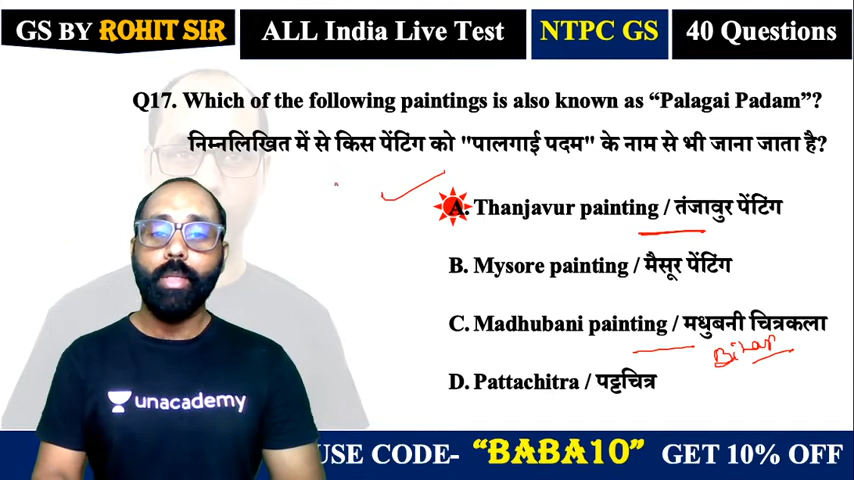 GS BY ROHIT SIR
ALL India Live Test
NTPC GS
40 Questions
Q17. Which of the following paintings is also known as “Palagai Padam”?
निम्नलिखित में से किस पेंटिंग को "पालगाई पदम" के नाम से भी जाना जाता है?
A. Thanjavur painting / तंजावुर पेंटिंग
B. Mysore painting / मैसूर पेंटिंग
C. Madhubani painting / मधुबनी चित्रकला
Bihar
D. Pattachitra / पट्टचित्र
unacademy
USE CODE- “BABA10” GET 10% OFF